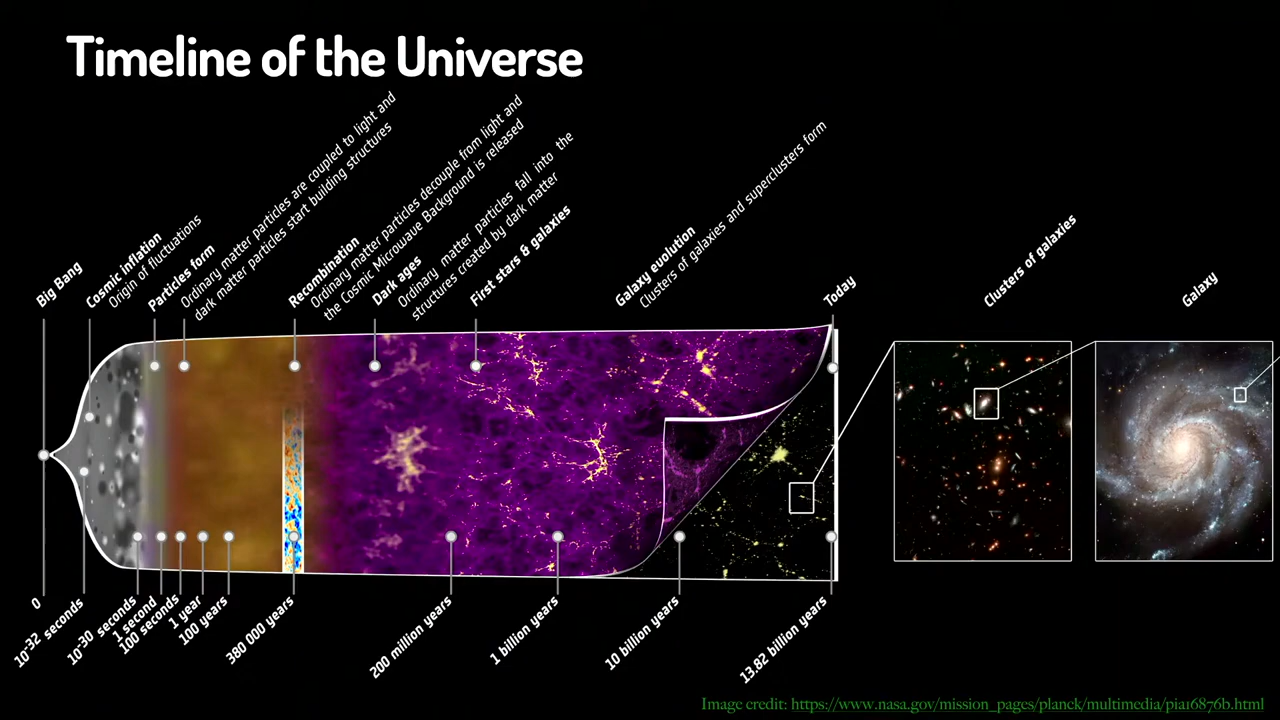 Timeline of the Universe
Big Bang
Cosmic inflation
Origin of fluctuations
Particles form
Ordinary matter particles are coupled to light and
dark matter particles start building structures
Recombination
Ordinary matter particles decouple from light and
the Cosmic Microwave Background is released
Dark ages
Ordinary matter particles fall into the
structures created by dark matter
First stars & galaxies
Galaxy evolution
Clusters of galaxies and superclusters form
Today
Clusters of galaxies
Galaxy
0
10-32 seconds
10-30 seconds
1 second
100 seconds
1 year
100 years
380 000 years
200 million years
1 billion years
10 billion years
13.82 billion years
Image credit: https://www.nasa.gov/mission_pages/planck/multimedia/pia16876b.html